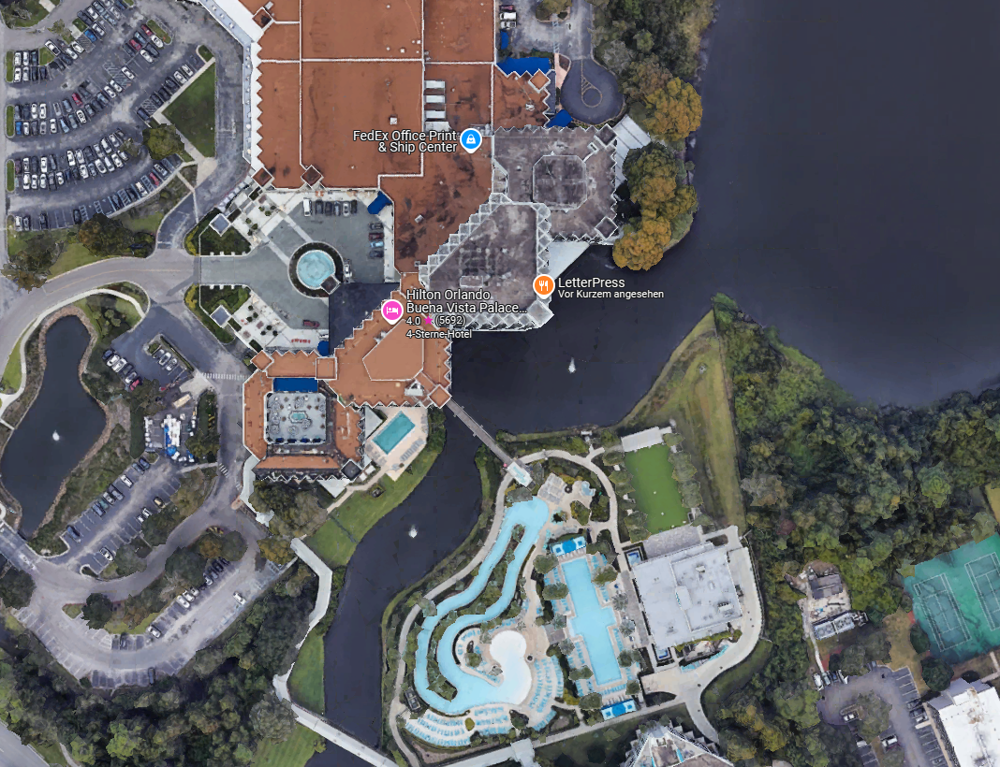 FedEx Office Print
& Ship Center
LetterPress
Vor Kurzem angesehen
Hilton Orlando
Buena Vista Palace...
4.0 ★ (5692)
4-Sterne-Hotel